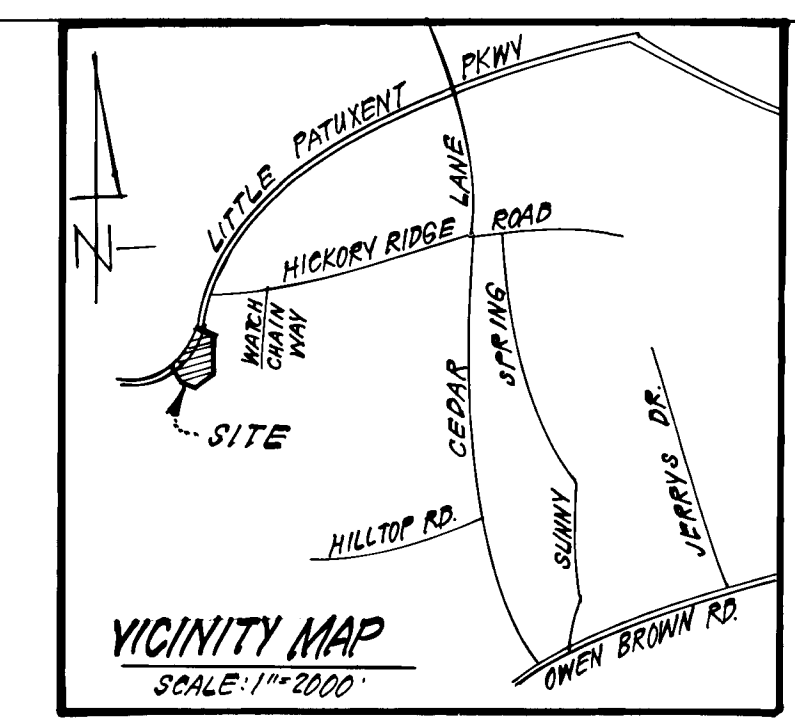 LITTLE PATUXENT PKWY
N
CEDAR LANE
HICKORY RIDGE ROAD
WATCH
CHAIN
WAY
SUNNY SPRING
SITE
JERRYS DR.
HILLTOP RD.
OWEN BROWN RD.
VICINITY MAP
SCALE: 1"=2000'